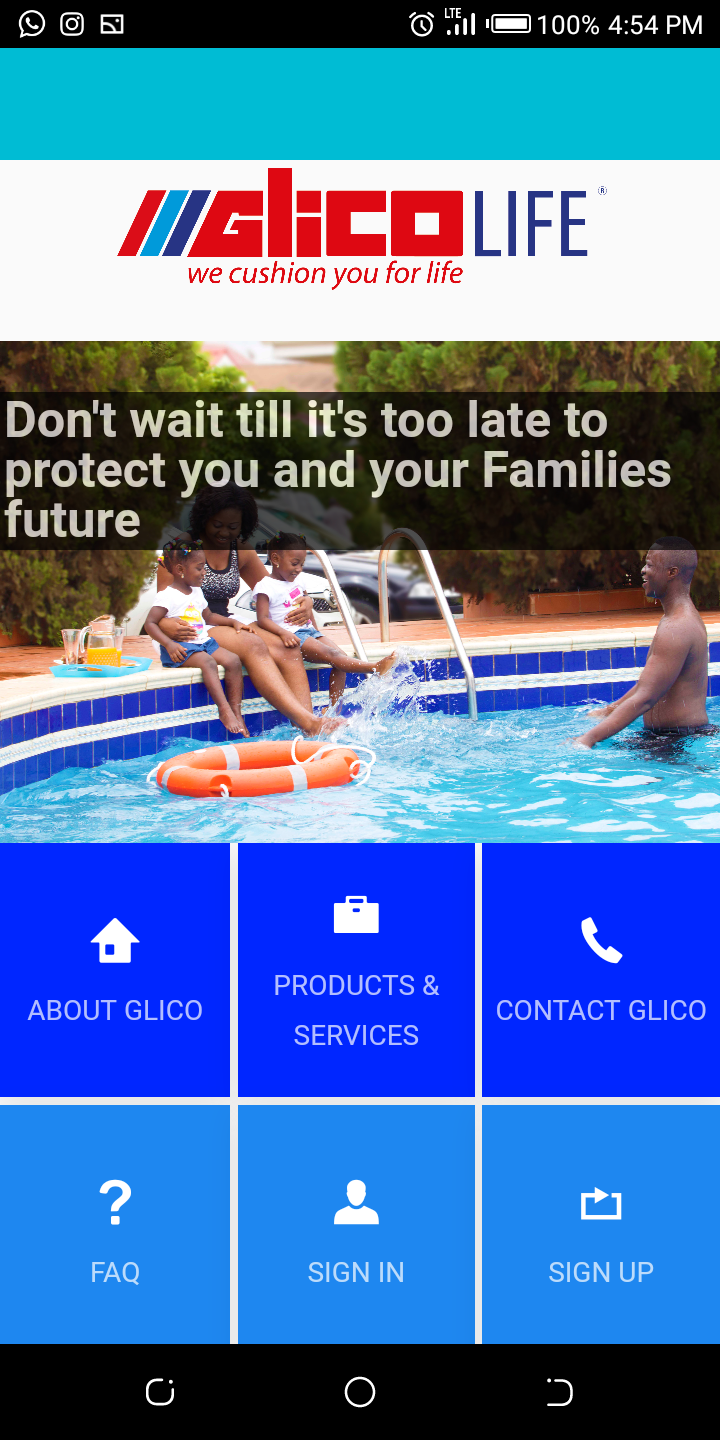 LTE 100% 4:54 PM
Glico LIFE ®
we cushion you for life
Don't wait till it's too late to
protect you and your Families
future
ABOUT GLICO
PRODUCTS &
SERVICES
CONTACT GLICO
FAQ
SIGN IN
SIGN UP